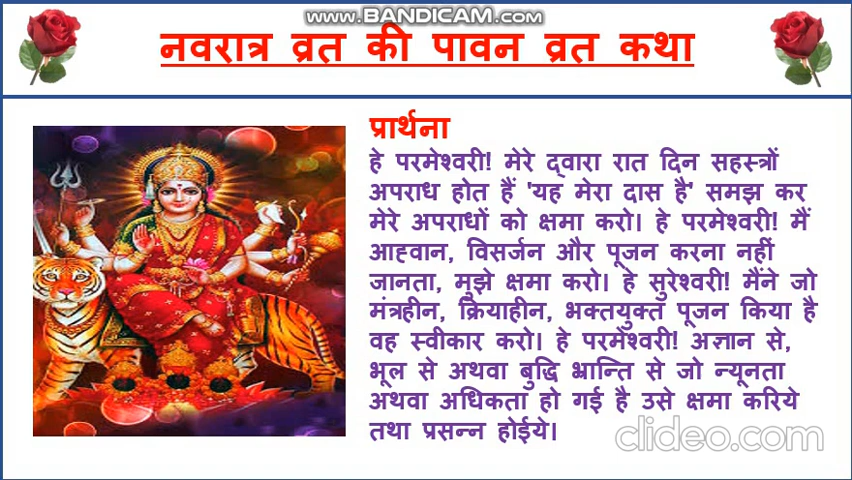 www.BANDICAM.com
नवरात्र व्रत की पावन व्रत कथा
प्रार्थना
हे परमेश्वरी! मेरे द्वारा रात दिन सहस्त्रों
अपराध होत हैं 'यह मेरा दास है' समझ कर
मेरे अपराधों को क्षमा करो। हे परमेश्वरी! मैं
आह्वान, विसर्जन और पूजन करना नहीं
जानता, मुझे क्षमा करो। हे सुरेश्वरी! मैंने जो
मंत्रहीन, क्रियाहीन, भक्तयुक्त पूजन किया है
वह स्वीकार करो। हे परमेश्वरी! अज्ञान से,
भूल से अथवा बुद्धि भ्रान्ति से जो न्यूनता
अथवा अधिकता हो गई है उसे क्षमा करिये
तथा प्रसन्न होईये।
clideo.com